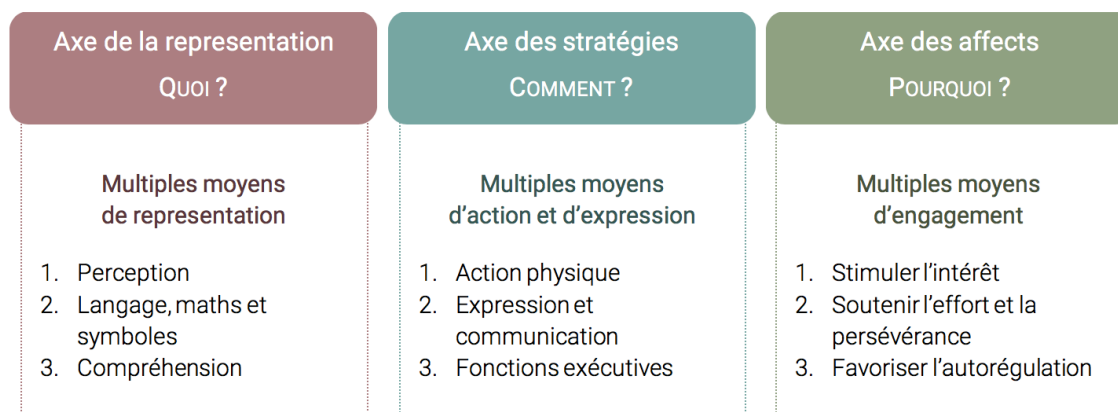 Axe de la representation
QUOI ?
Multiples moyens
de representation
1. Perception
2. Langage, maths et
symboles
3. Compréhension
Axe des stratégies
COMMENT ?
Multiples moyens
d'action et d'expression
1. Action physique
2. Expression et
communication
3. Fonctions exécutives
Axe des affects
POURQUOI ?
Multiples moyens
d'engagement
1. Stimuler l'intérêt
2. Soutenir l'effort et la
persévérance
3. Favoriser l'autorégulation